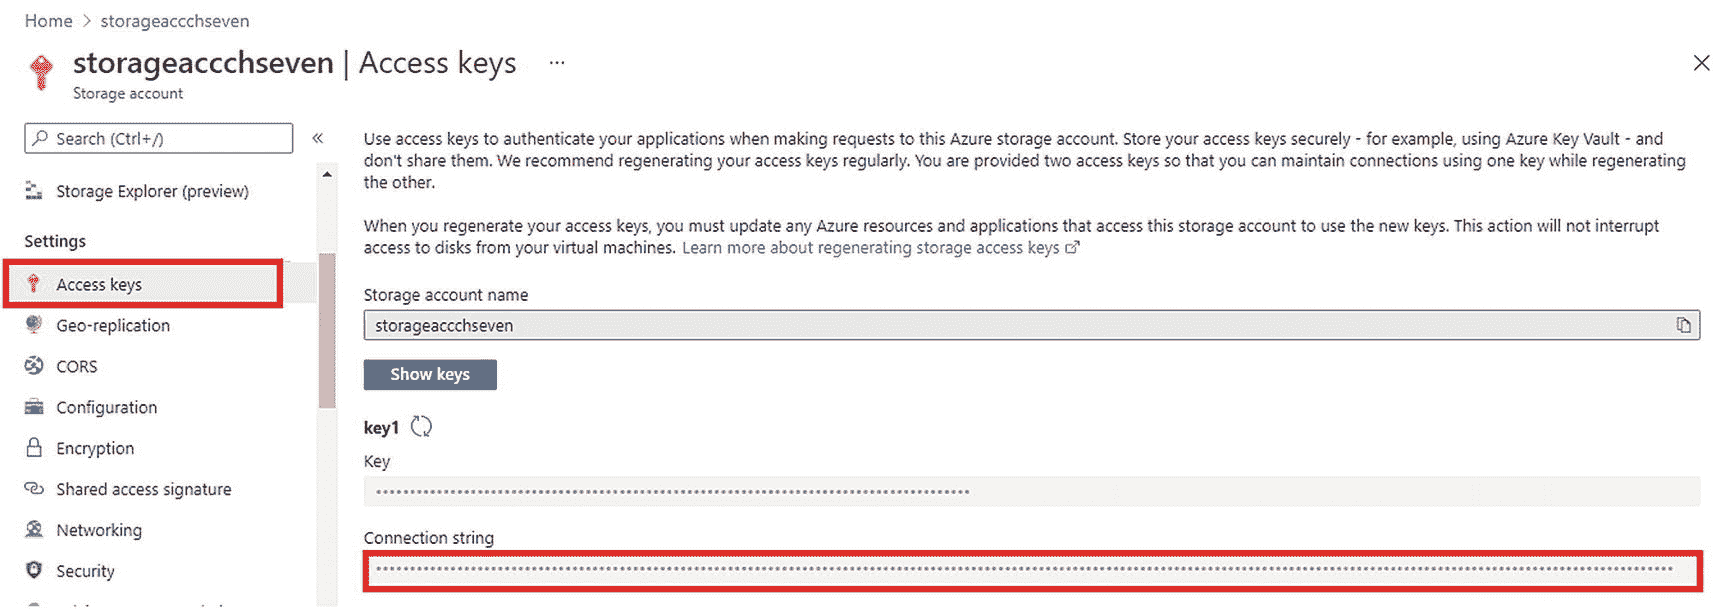 Home > storageaccchseven
storageaccchseven | Access keys ...
Storage account
Search (Ctrl+/)
«
Storage Explorer (preview)
Settings
Access keys
Geo-replication
CORS
Configuration
Encryption
Shared access signature
Networking
Security
Use access keys to authenticate your applications when making requests to this Azure storage account. Store your access keys securely - for example, using Azure Key Vault - and
don't share them. We recommend regenerating your access keys regularly. You are provided two access keys so that you can maintain connections using one key while regenerating
the other.
When you regenerate your access keys, you must update any Azure resources and applications that access this storage account to use the new keys. This action will not interrupt
access to disks from your virtual machines. Learn more about regenerating storage access keys
Storage account name
storageaccchseven
Show keys
key1
Key
Connection string